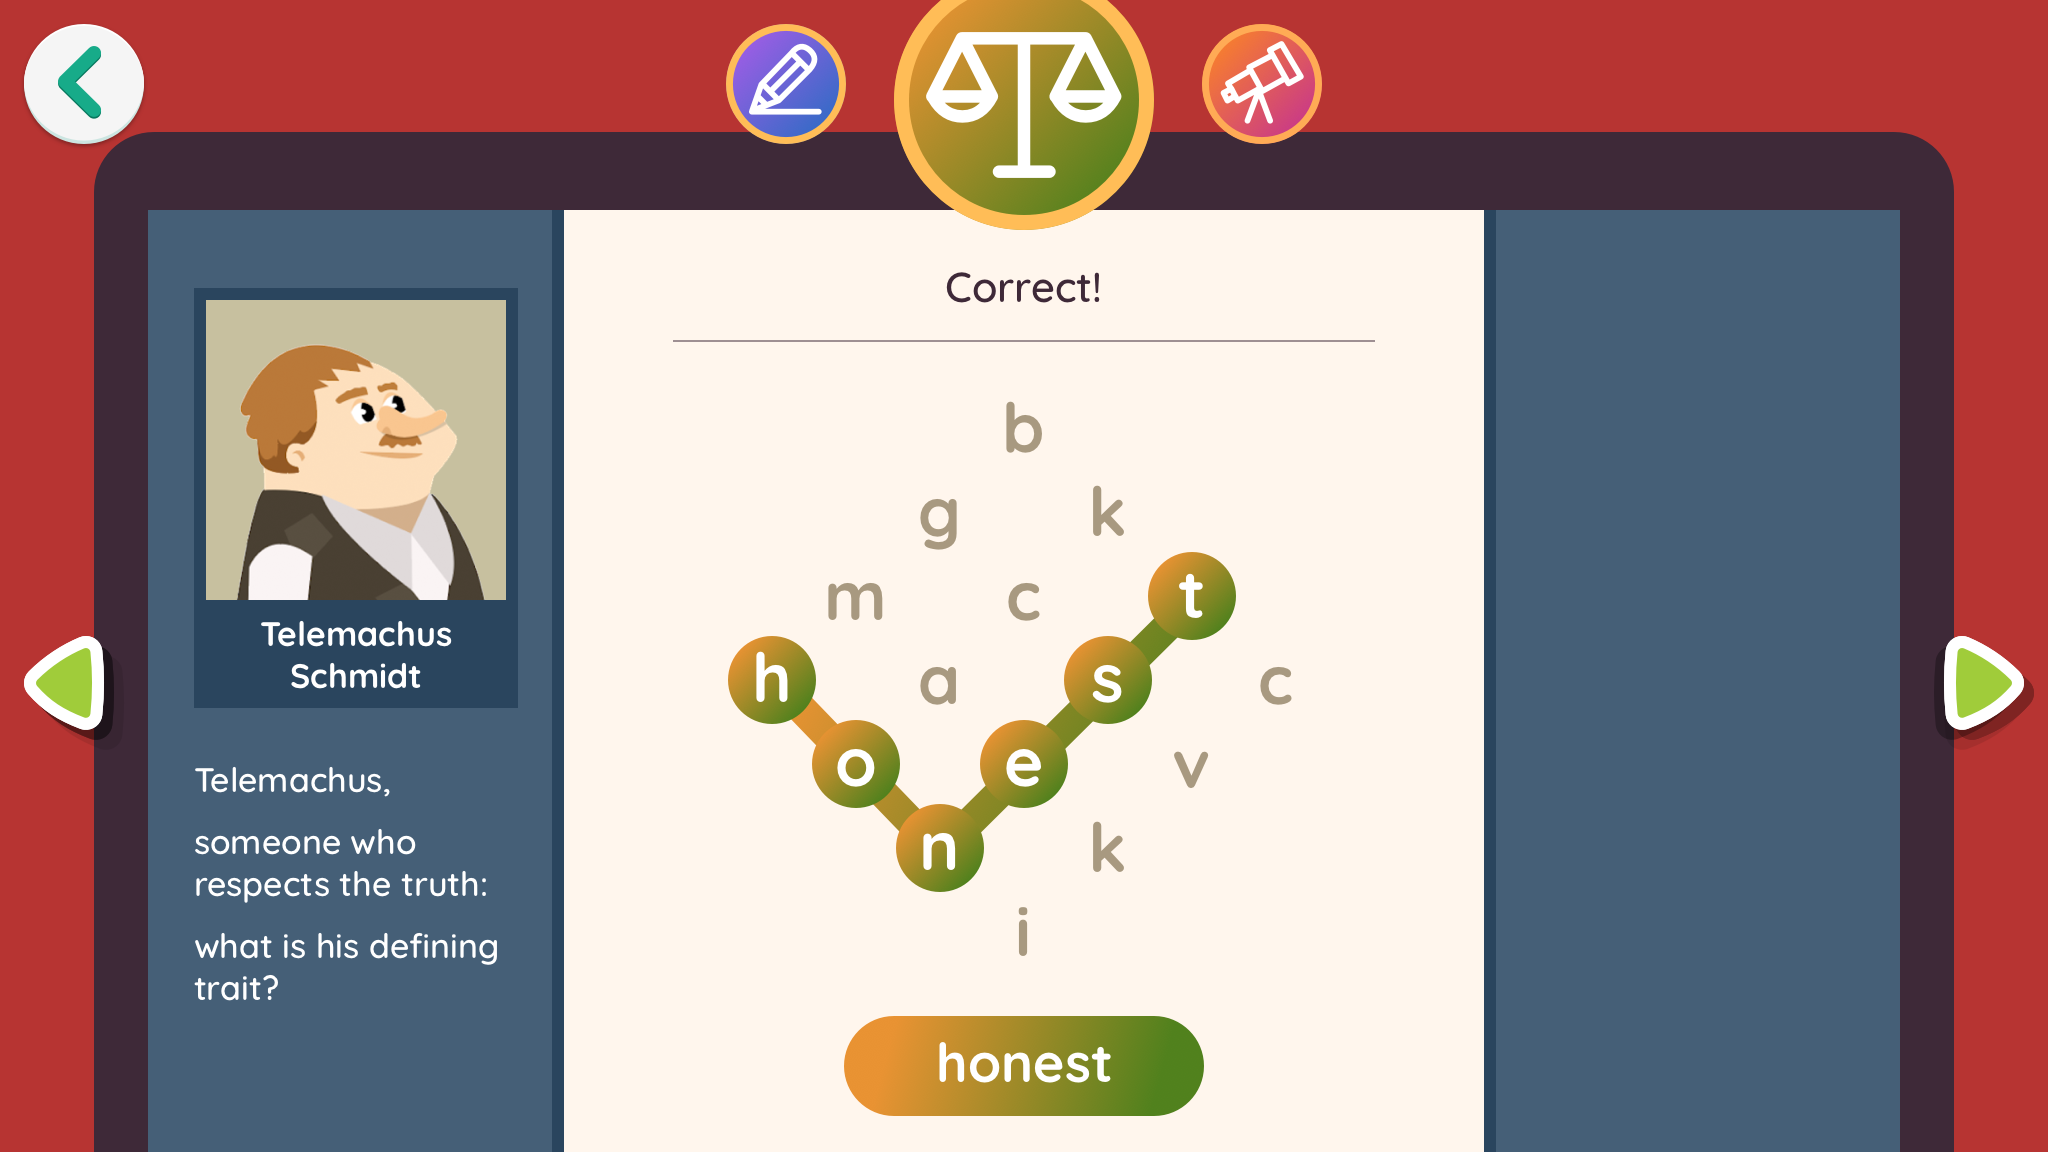 Correct!
Telemachus
Schmidt
Telemachus,
someone who
respects the truth:
what is his defining
trait?
b
g k
m c t
h a s c
o e v
n k
i
honest